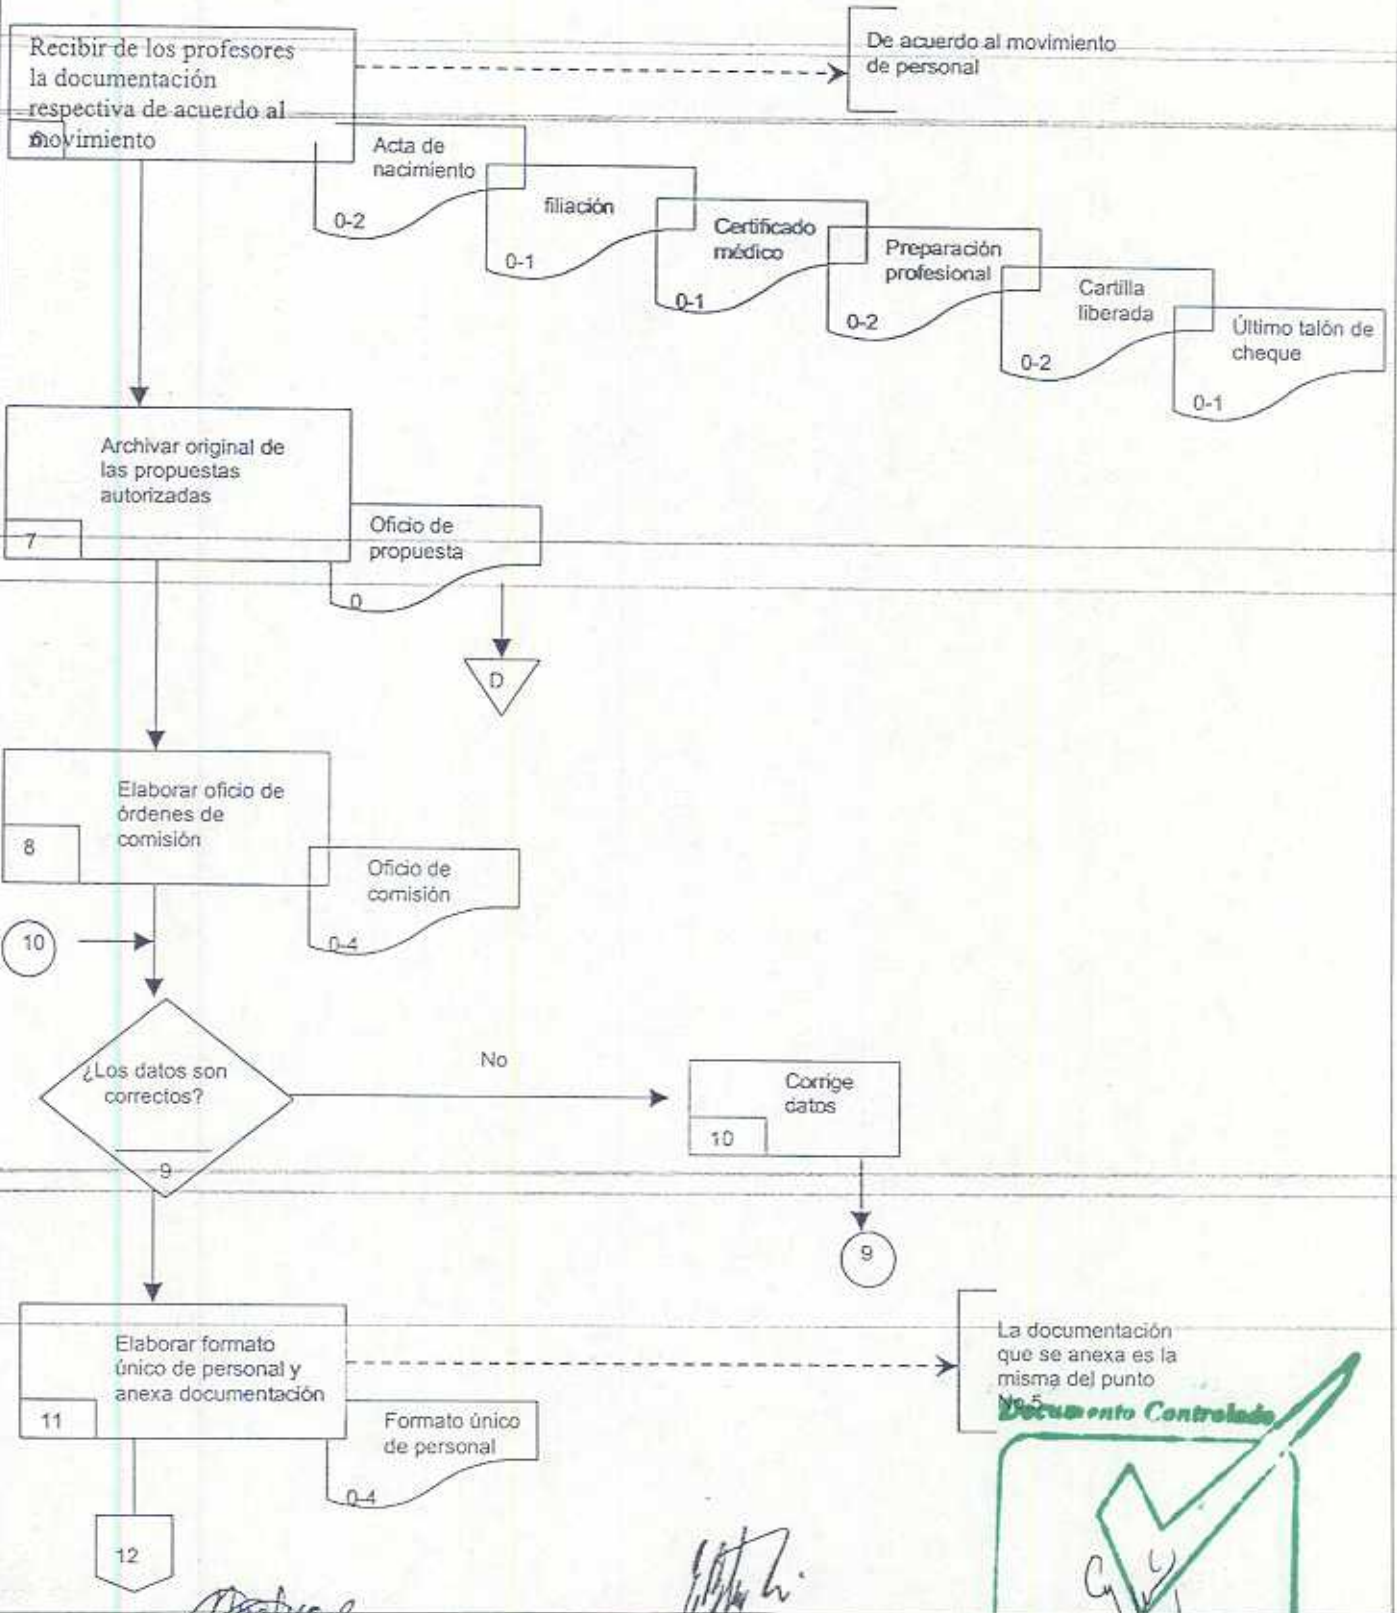 Recibir de los profesores
la documentación
respectiva de acuerdo al
movimiento
6
De acuerdo al movimiento
de personal
Acta de
nacimiento
0-2
filiación
0-1
Certificado
médico
0-1
Preparación
profesional
0-2
Cartilla
liberada
0-2
Último talón de
cheque
0-1
Archivar original de
las propuestas
autorizadas
7
Oficio de
propuesta
0
D
Elaborar oficio de
órdenes de
comisión
8
Oficio de
comisión
0-4
10
¿Los datos son
correctos?
9
No
Corrige
datos
10
9
Elaborar formato
único de personal y
anexa documentación
11
Formato único
de personal
0-4
La documentación
que se anexa es la
misma del punto
No.5
Documento Controlado
12